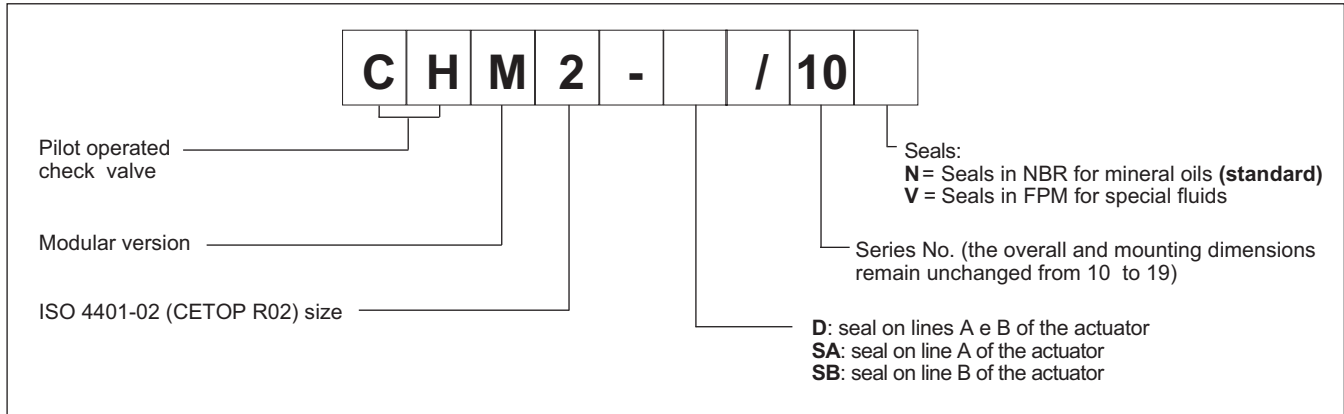 C H M 2 - / 10
Pilot operated
check valve
Modular version
ISO 4401-02 (CETOP R02) size
Seals:
N = Seals in NBR for mineral oils (standard)
V = Seals in FPM for special fluids
Series No. (the overall and mounting dimensions
remain unchanged from 10 to 19)
D: seal on lines A e B of the actuator
SA: seal on line A of the actuator
SB: seal on line B of the actuator